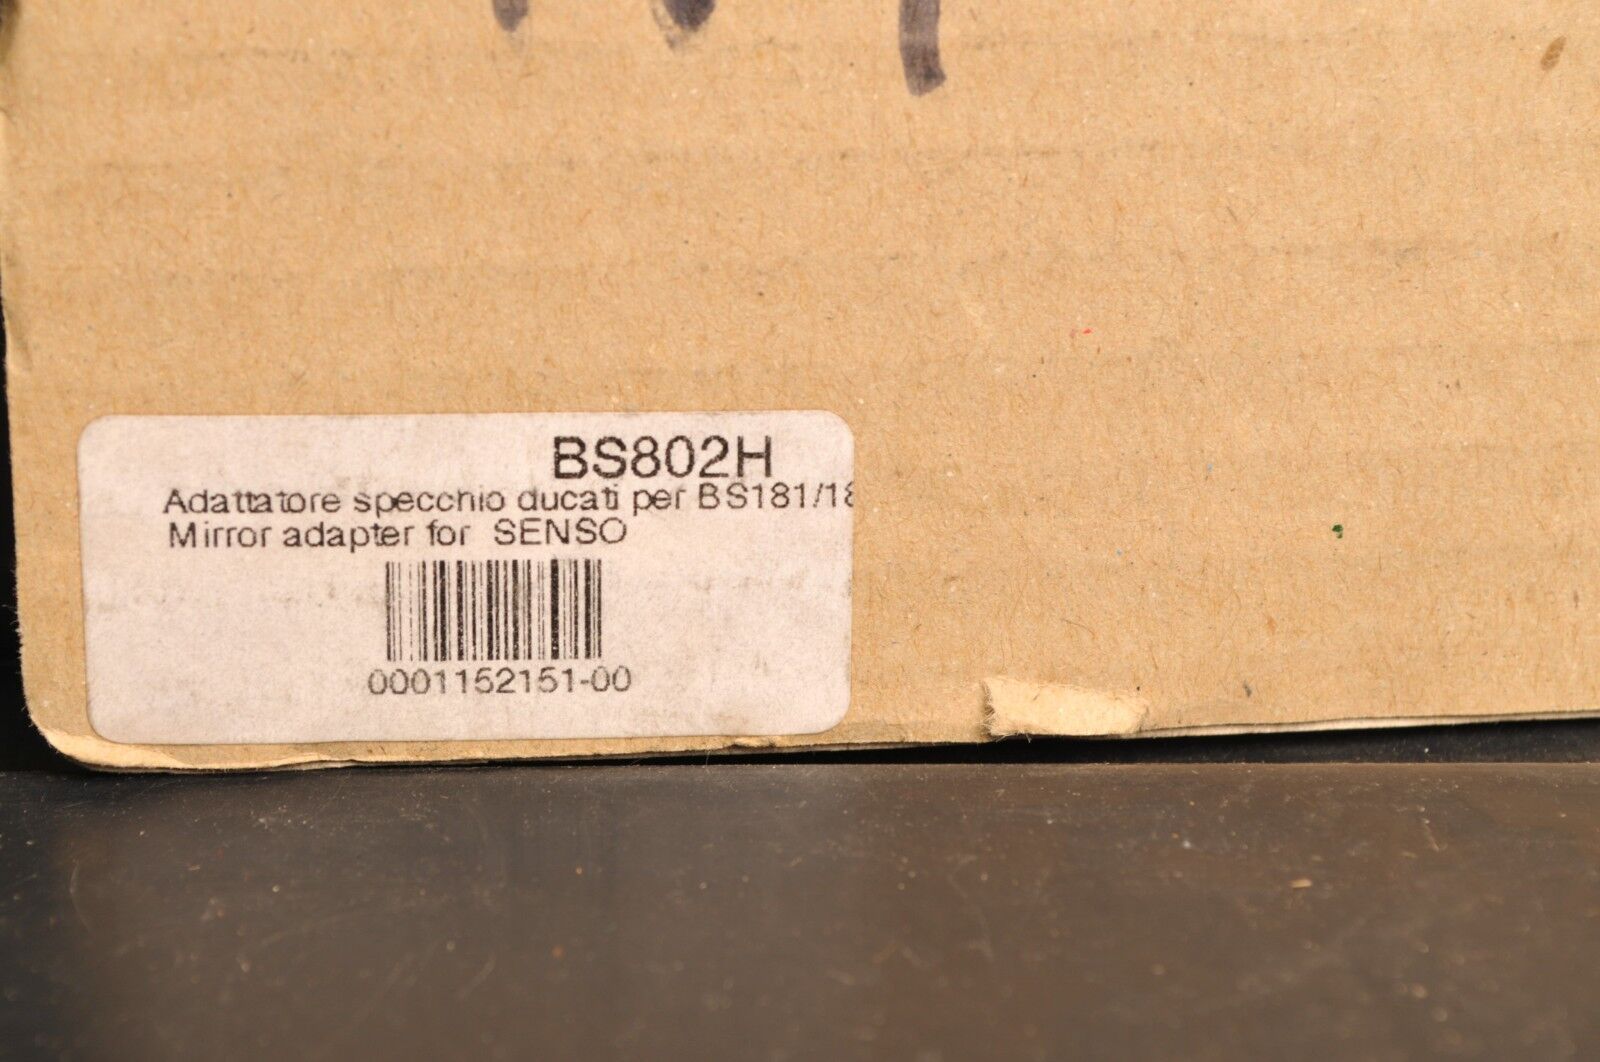 BS802H
Adattatore specchio ducati per BS181/18
Mirror adapter for SENSO
0001152151-00